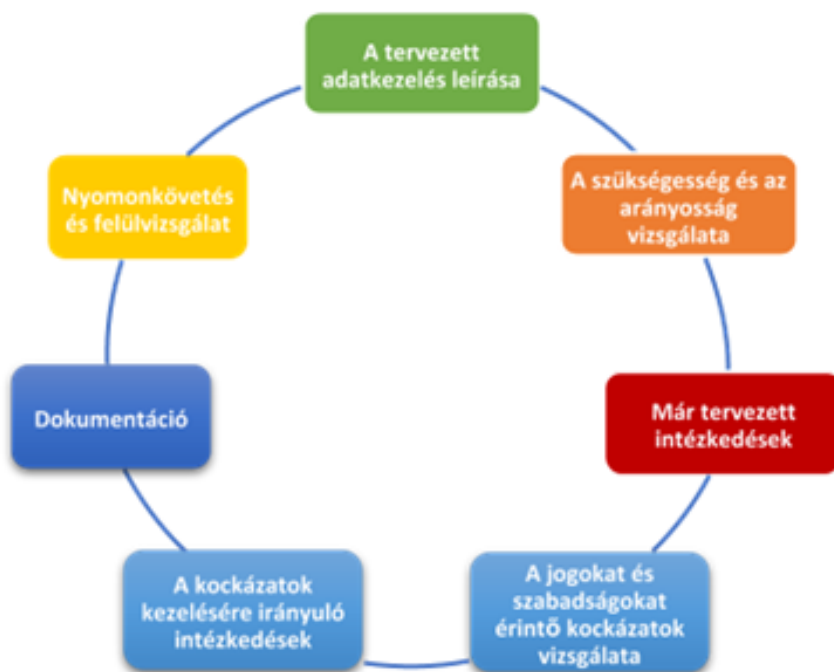 A tervezett
adatkezelés leírása
A szükségesség és az
arányosság
vizsgálata
Már tervezett
intézkedések
A jogokat és
szabadságokat
érintő kockázatok
vizsgálata
A kockázatok
kezelésére irányuló
intézkedések
Dokumentáció
Nyomonkövetés
és felülvizsgálat